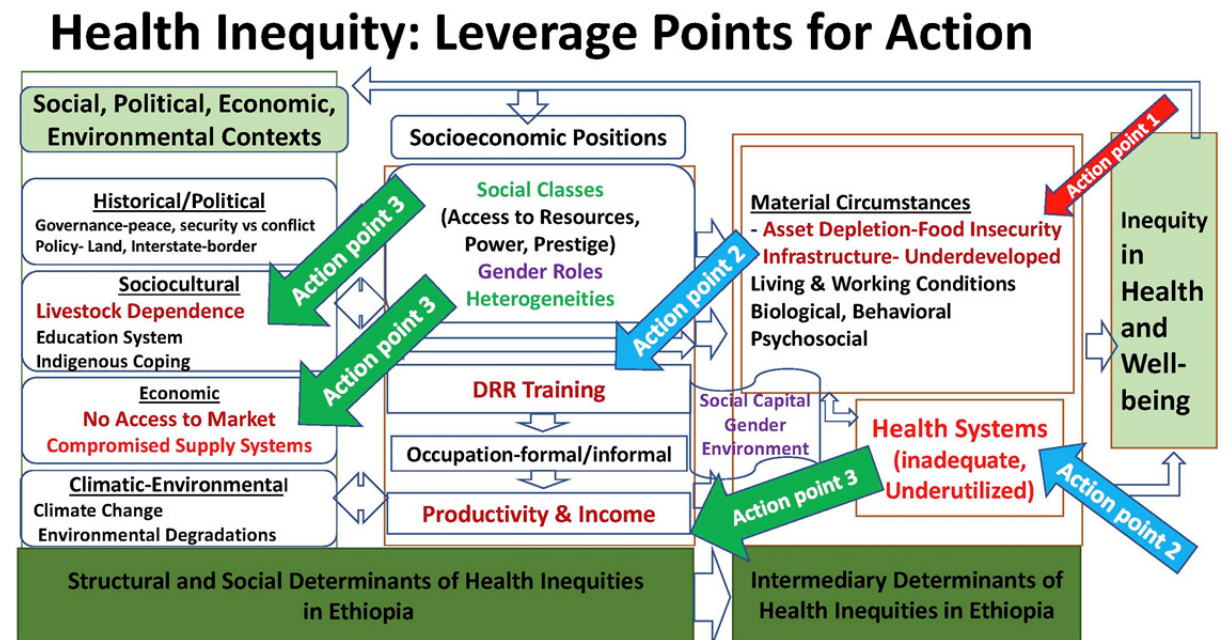 Health Inequity: Leverage Points for Action
Social, Political, Economic,
Environmental Contexts
Historical/Political
Governance-peace, security vs conflict
Policy- Land, Interstate-border
Sociocultural
Livestock Dependence
Education System
Indigenous Coping
Economic
No Access to Market
Compromised Supply Systems
Climatic-Environmental
Climate Change
Environmental Degradations
Action point 3
Action point 3
Socioeconomic Positions
Social Classes
(Access to Resources,
Power, Prestige)
Gender Roles
Heterogeneities
Action point 2
DRR Training
Occupation-formal/informal
Productivity & Income
Social Capital
Gender
Environment
Action point 3
Material Circumstances
- Asset Depletion-Food Insecurity
Infrastructure- Underdeveloped
Living & Working Conditions
Biological, Behavioral
Psychosocial
Action point 1
Health Systems
(inadequate,
Underutilized)
Action point 2
Inequity
in
Health
and
Well-
being
Structural and Social Determinants of Health Inequities
in Ethiopia
Intermediary Determinants of
Health Inequities in Ethiopia